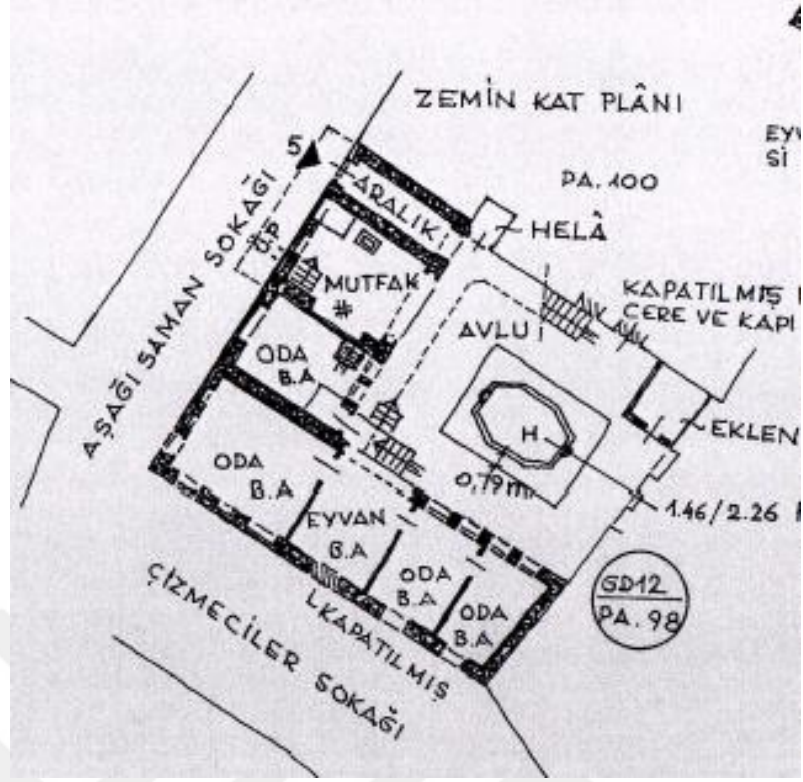 ZEMİN KAT PLÂNI
PA. 100
5
ARALIK
HELÂ
MUTFAK
AVLU
ODA
B.A
H
0,79m.
ODA
B.A
EYVAN
B.A
ODA
B.A
ODA
B.A
KAPATILMIŞ
AŞAĞI SAMAN SOKAĞI
ÇİZMECİLER SOKAĞI
KAPATILMIŞ
CERE VE KAPI
EKLEN
1.46/2.26
GD12
PA. 98